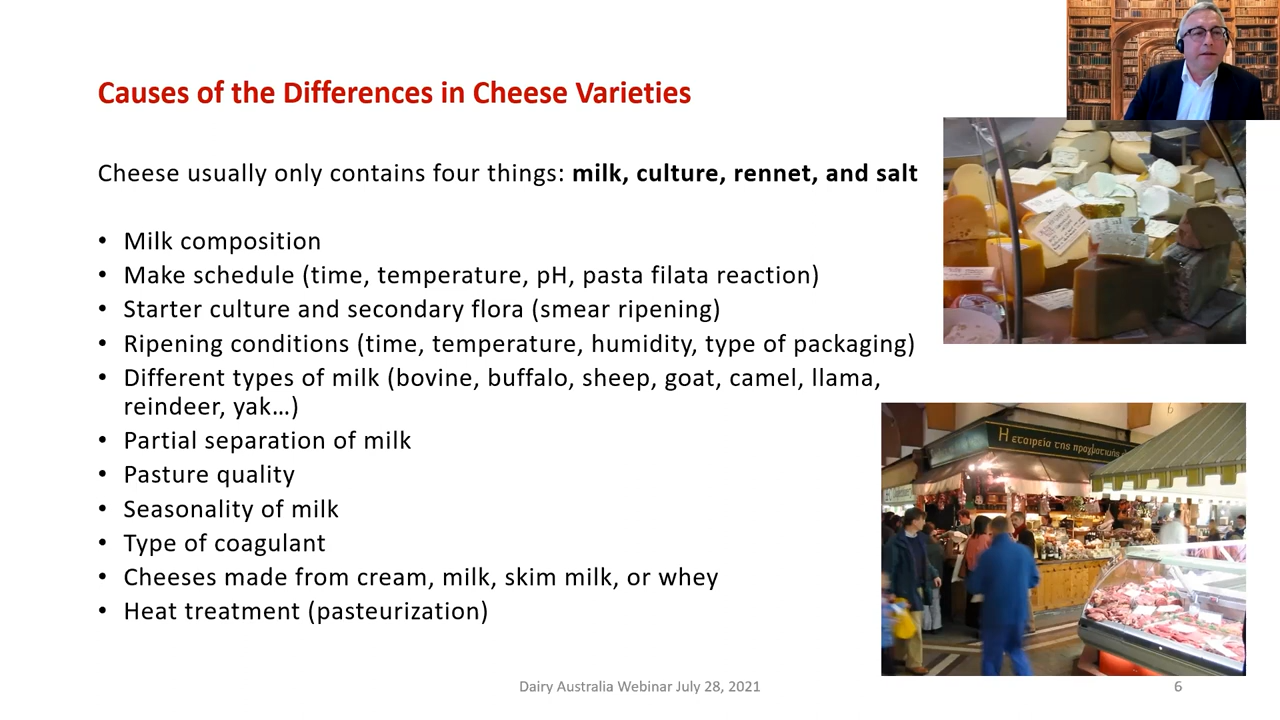 Causes of the Differences in Cheese Varieties
Cheese usually only contains four things: milk, culture, rennet, and salt
• Milk composition
• Make schedule (time, temperature, pH, pasta filata reaction)
• Starter culture and secondary flora (smear ripening)
• Ripening conditions (time, temperature, humidity, type of packaging)
• Different types of milk (bovine, buffalo, sheep, goat, camel, llama,
reindeer, yak...)
• Partial separation of milk
• Pasture quality
• Seasonality of milk
• Type of coagulant
• Cheeses made from cream, milk, skim milk, or whey
• Heat treatment (pasteurization)
Η εταιρεία της πραγματικής
Dairy Australia Webinar July 28, 2021
6